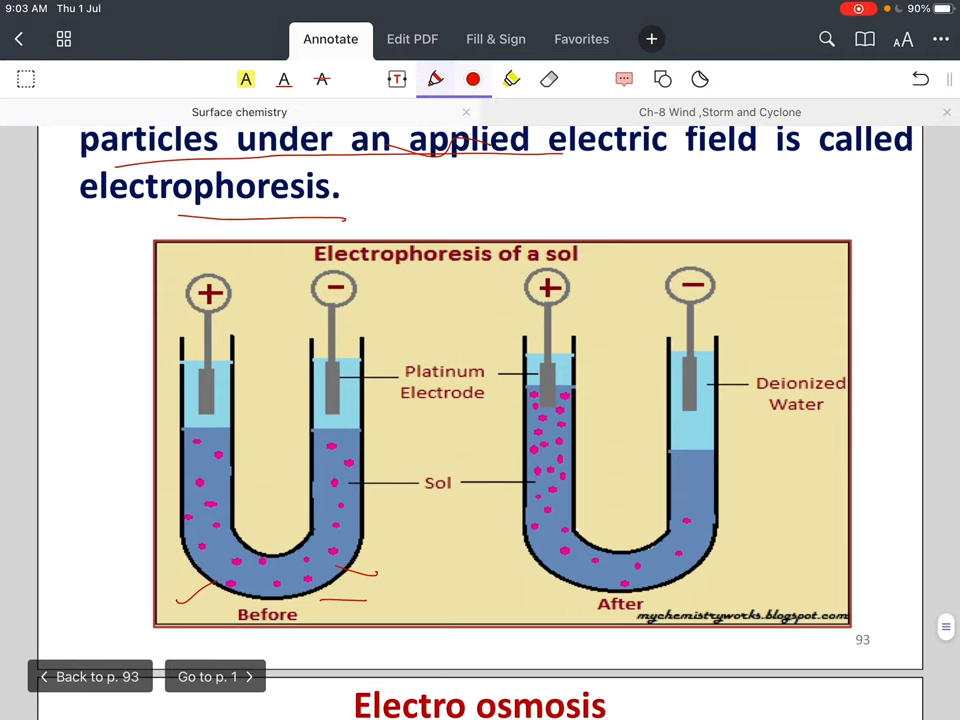 9:03 AM Thu 1 Jul
90%
Annotate Edit PDF Fill & Sign Favorites
Surface chemistry
Ch-8 Wind ,Storm and Cyclone
particles under an applied electric field is called
electrophoresis.
Electrophoresis of a sol
+ - + -
Platinum
Electrode
Deionized
Water
Sol
Before
After
mychemistryworks.blogspot.com
93
Back to p. 93
Go to p. 1
Electro osmosis